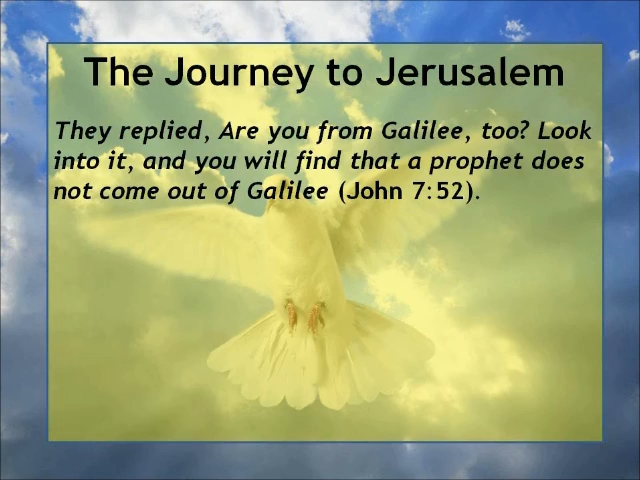 The Journey to Jerusalem
They replied, Are you from Galilee, too? Look
into it, and you will find that a prophet does
not come out of Galilee (John 7:52).